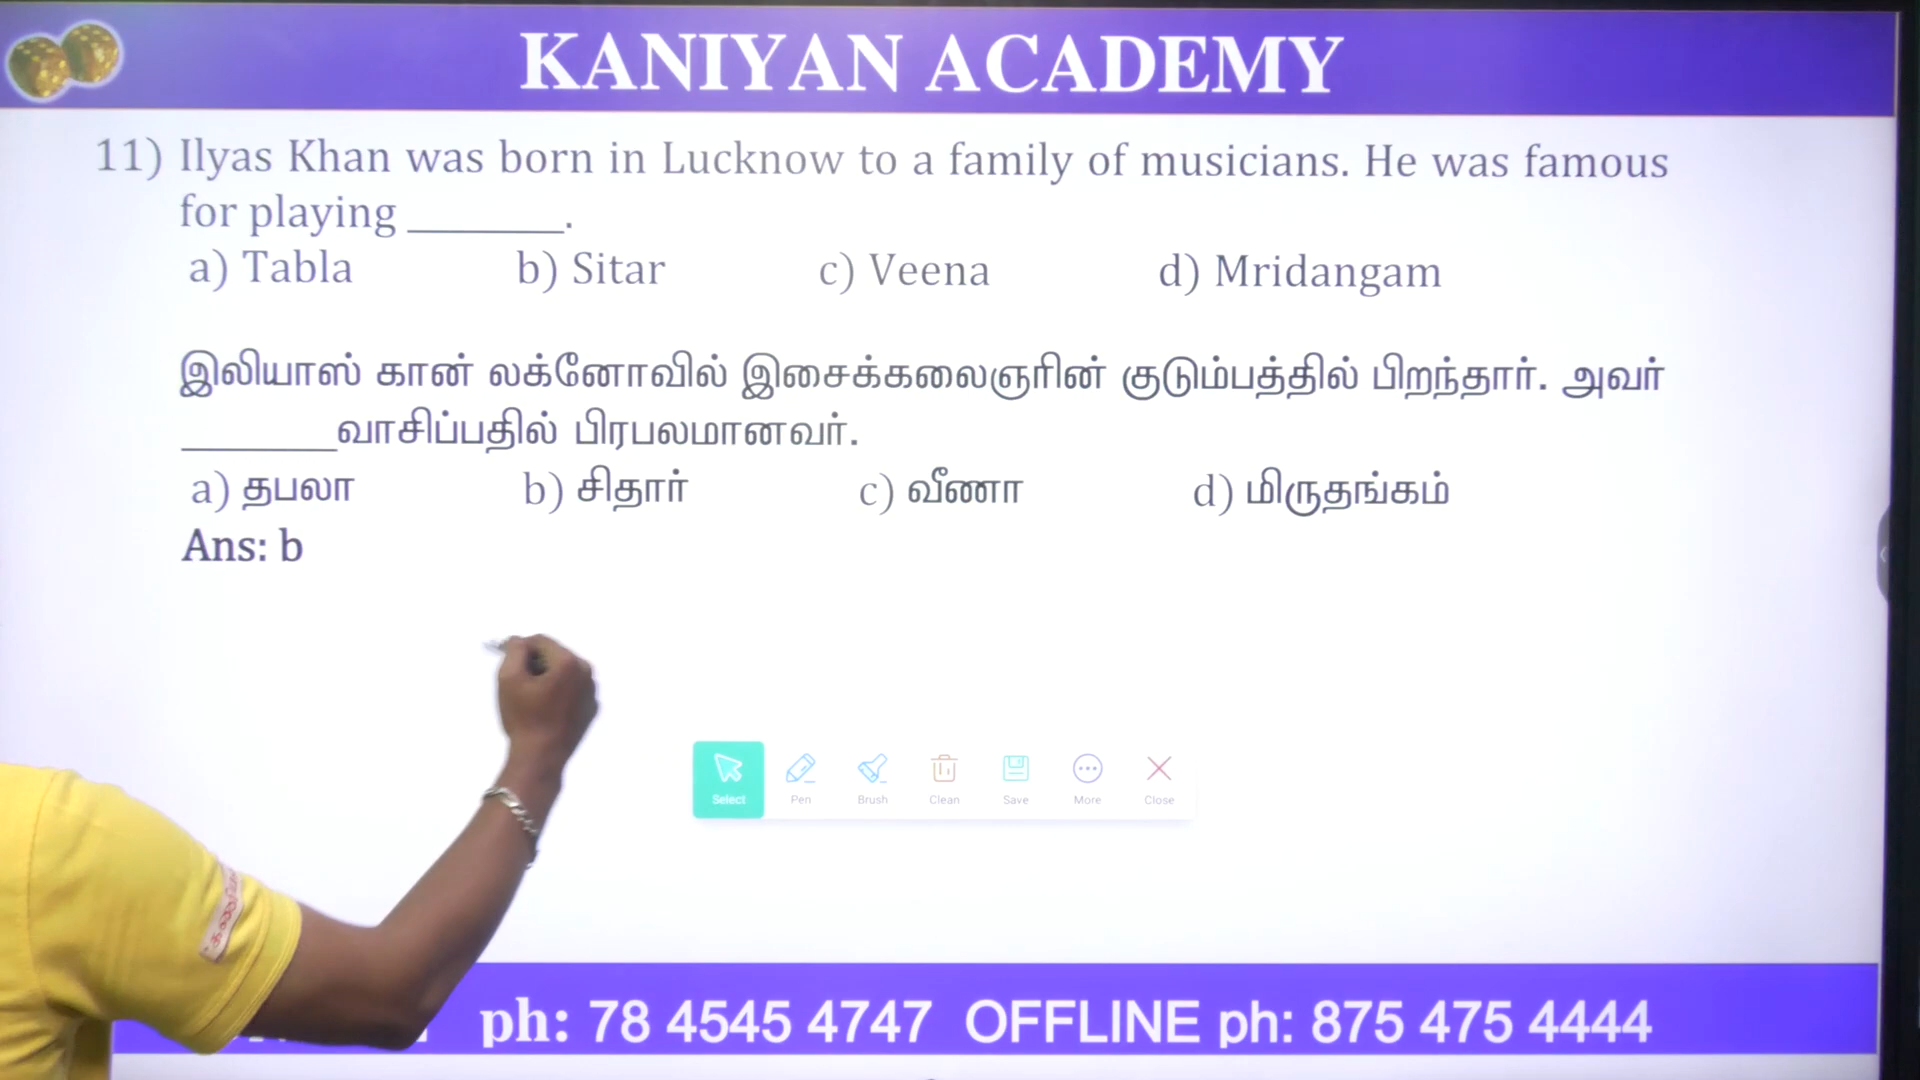 KANIYAN ACADEMY
11) Ilyas Khan was born in Lucknow to a family of musicians. He was famous
for playing _______.
a) Tabla b) Sitar c) Veena d) Mridangam
இலியாஸ் கான் லக்னோவில் இசைக்கலைஞரின் குடும்பத்தில் பிறந்தார். அவர்
_______வாசிப்பதில் பிரபலமானவர்.
a) தபலா b) சிதார் c) வீணா d) மிருதங்கம்
Ans: b
Select Pen Brush Clean Save More Close
ph: 78 4545 4747 OFFLINE ph: 875 475 4444